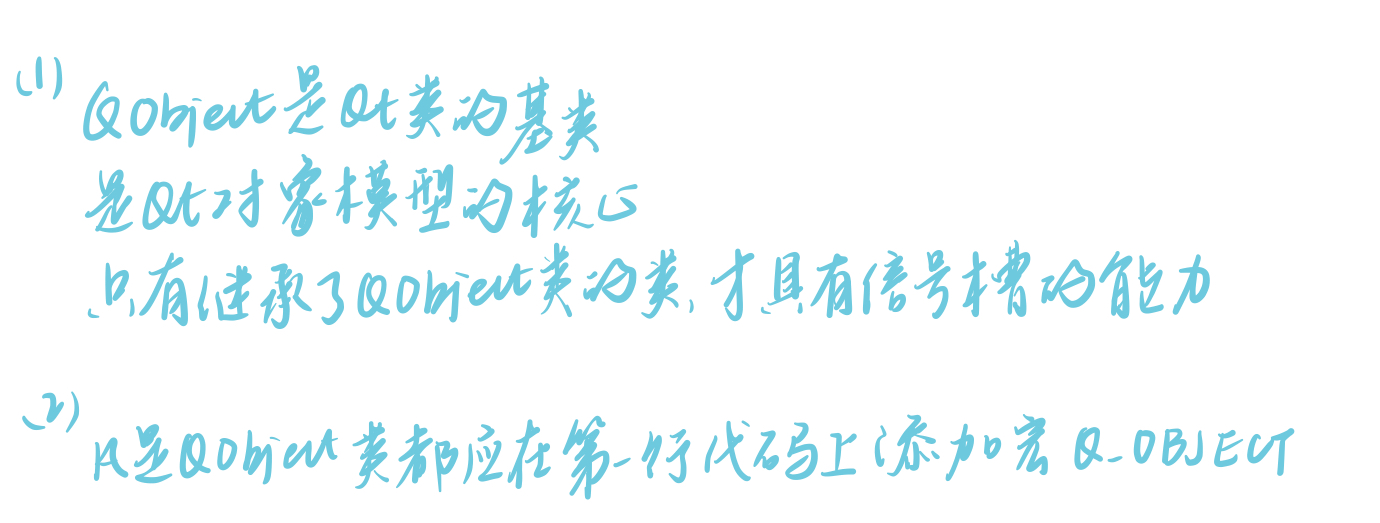 (1)
QObject是Qt类的基类
是Qt对象模型的核心
只有继承了QObject类的类,才具有信号槽的能力
(2)
凡是QObject类都应在第一行代码上添加宏Q_OBJECT